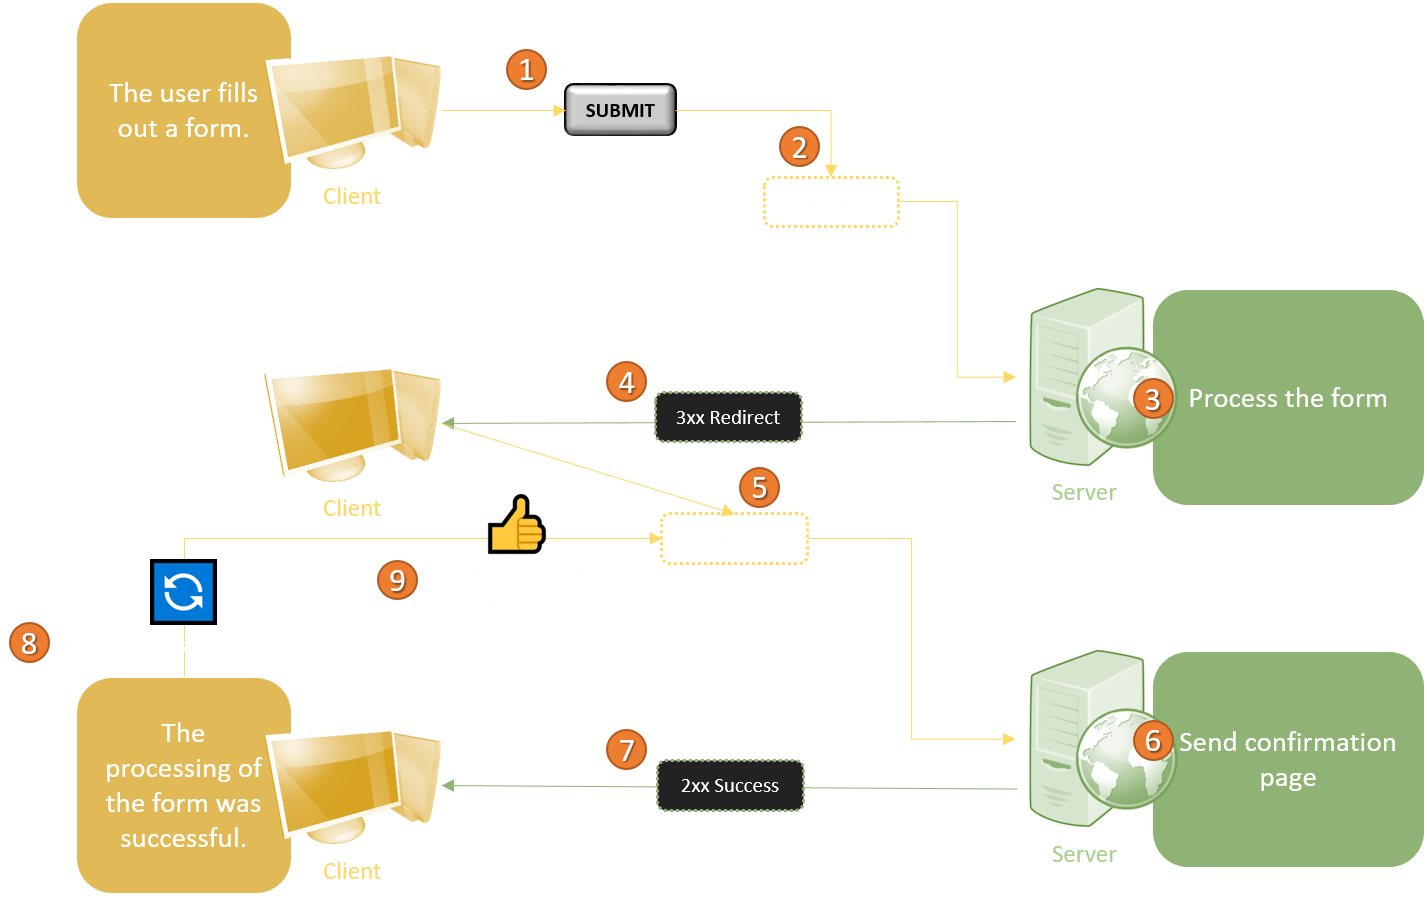 The user fills
out a form.
Client
1
SUBMIT
2
3
Process the form
Server
4
3xx Redirect
Client
5
9
8
6
Send confirmation
page
Server
7
2xx Success
The
processing of
the form was
successful.
Client